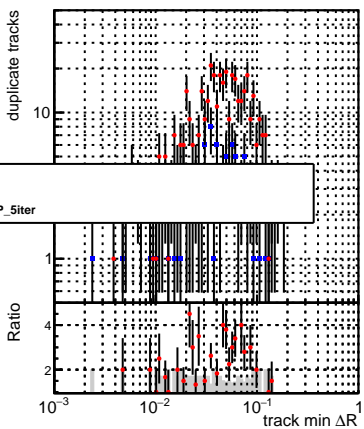 duplicate tracks
10
P_5iter
1
Ratio
4
2
10⁻³
10⁻²
10⁻¹
1
track min ΔR